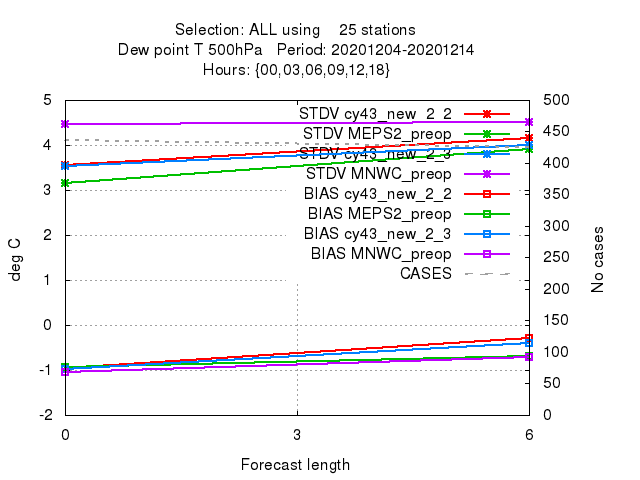 Selection: ALL using 25 stations
Dew point T 500hPa Period: 20201204-20201214
Hours: {00,03,06,09,12,18}
5 500
4 450
3 400
2 350
1 300
0 250
-1 200
-2 150
100
50
0
deg C
No cases
STDV cy43_new_2_2
STDV MEPS2_preop
STDV cy43_new_2_3
STDV MNWC_preop
BIAS cy43_new_2_2
BIAS MEPS2_preop
BIAS cy43_new_2_3
BIAS MNWC_preop
CASES
0 3 6
Forecast length